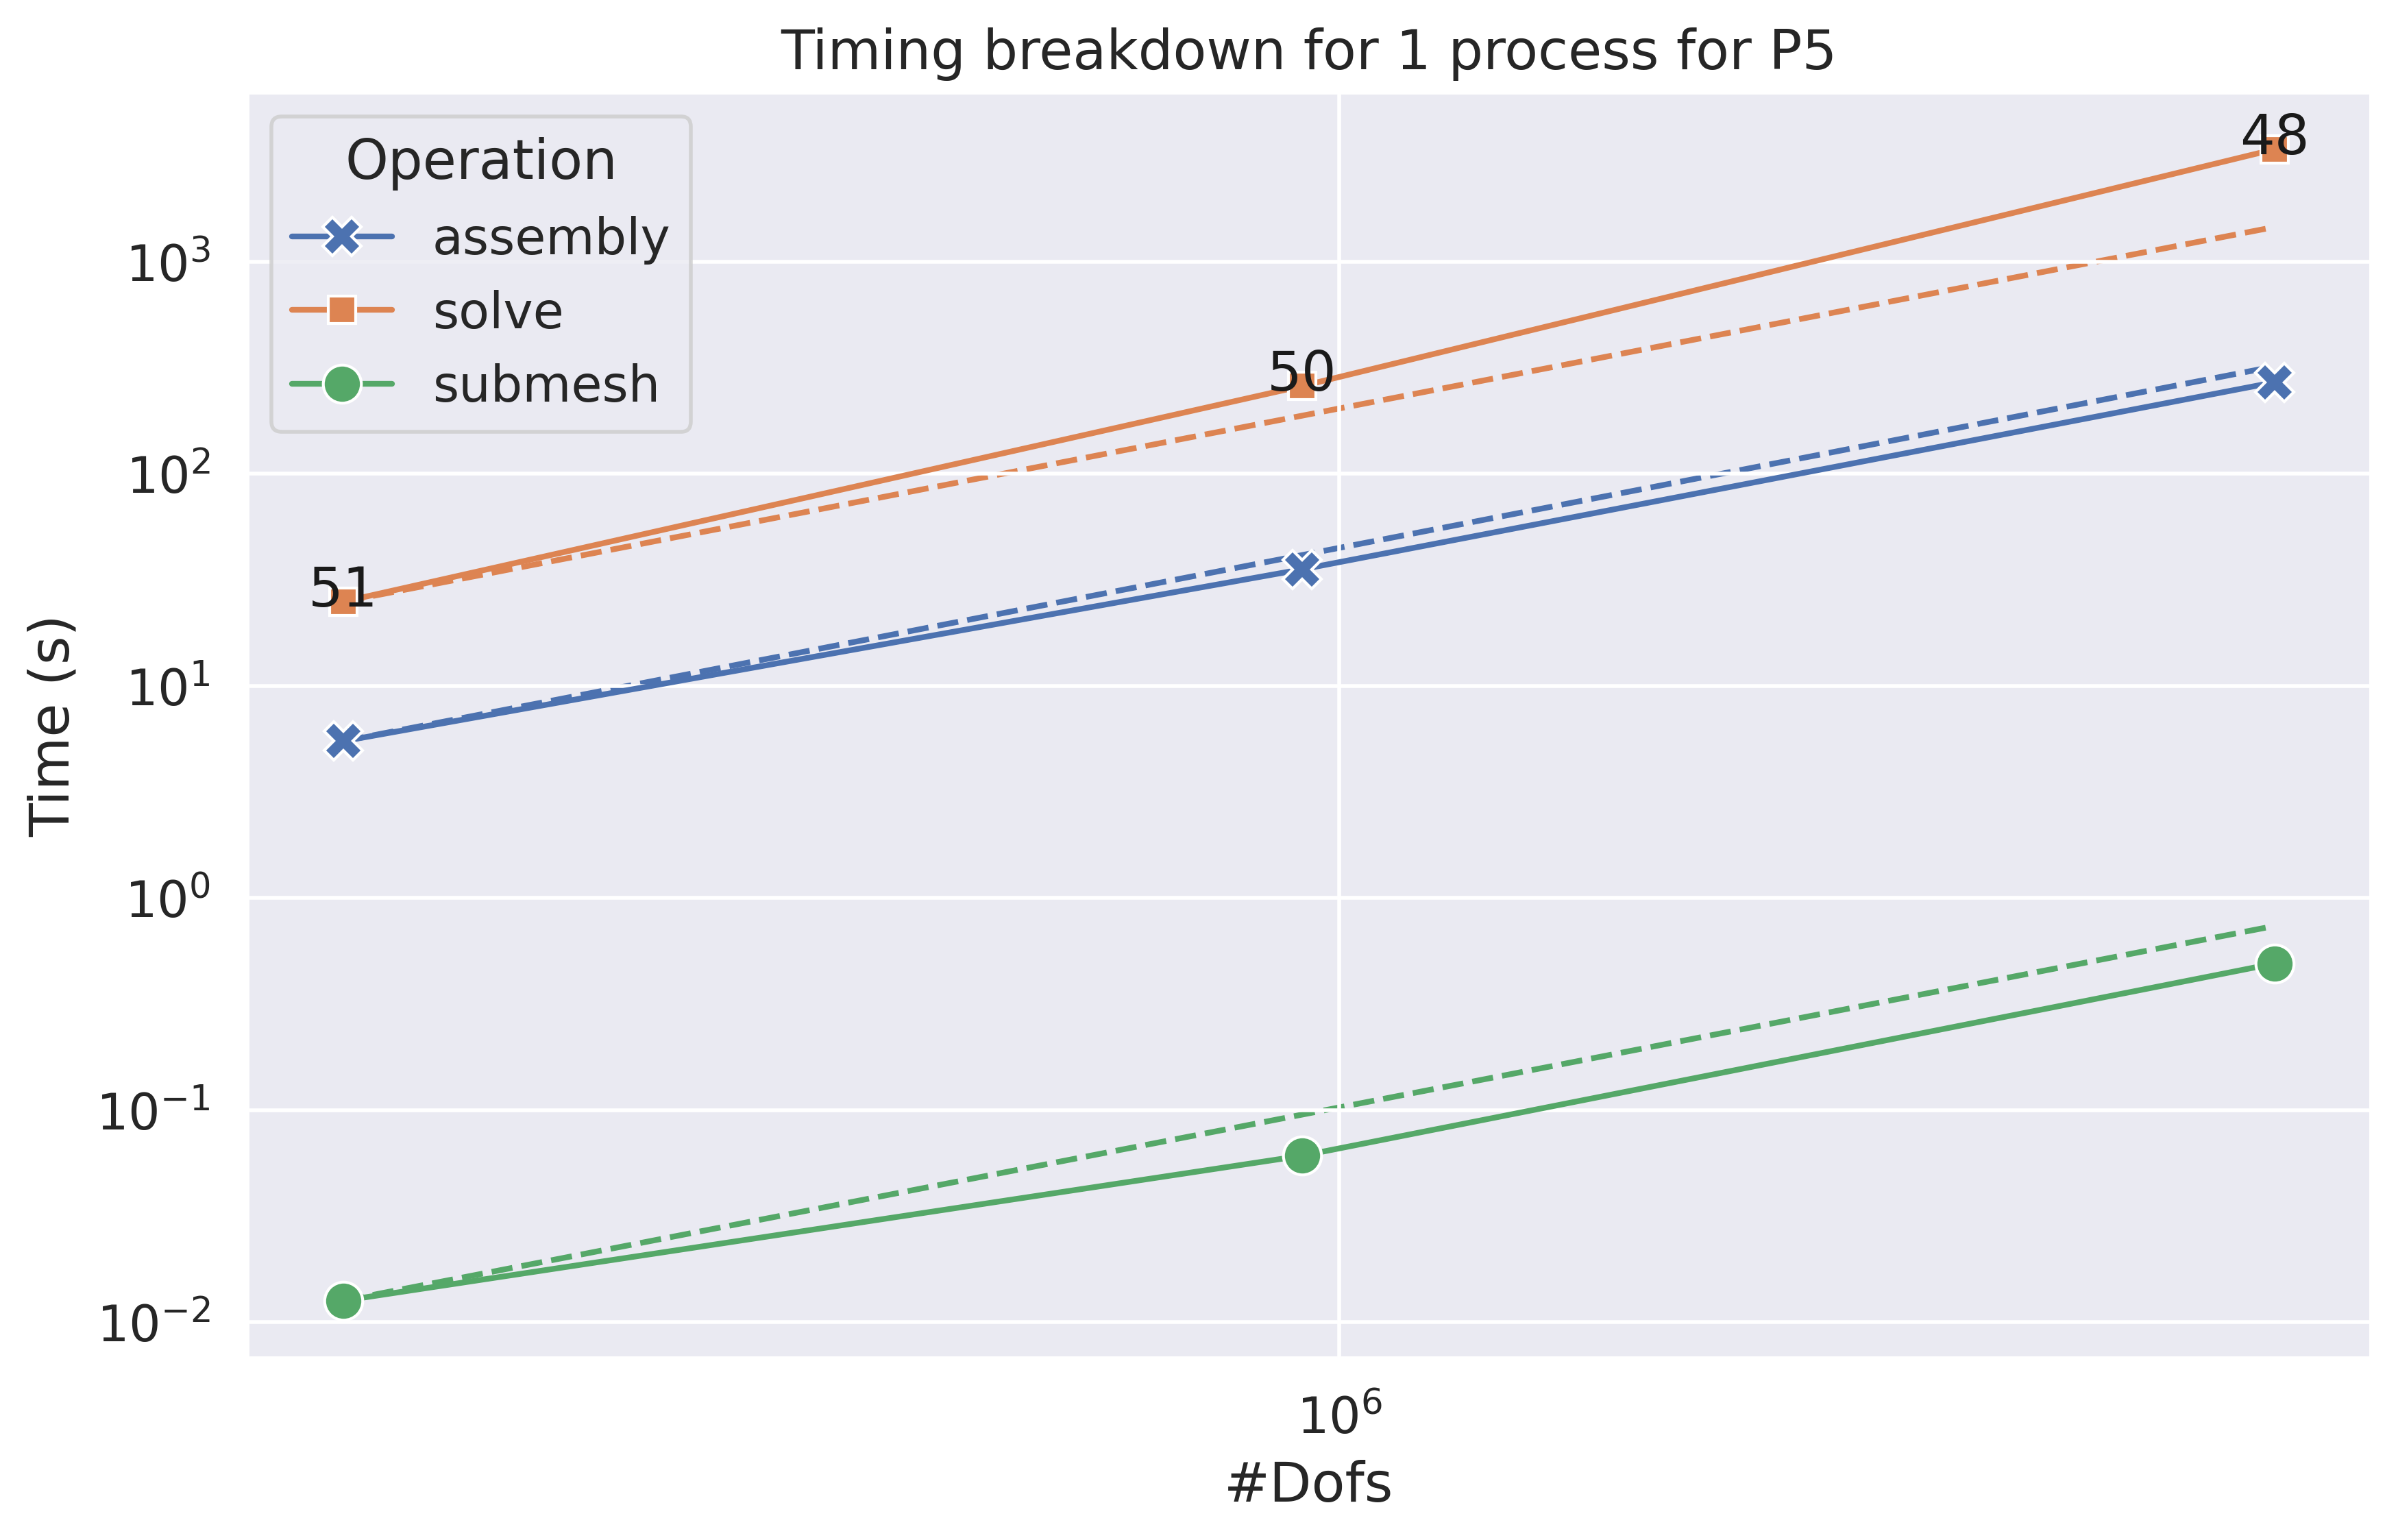 Timing breakdown for 1 process for P5
Operation
assembly
solve
submesh
48
50
51
10³
10²
10¹
10⁰
10⁻¹
10⁻²
Time (s)
10⁶
#Dofs